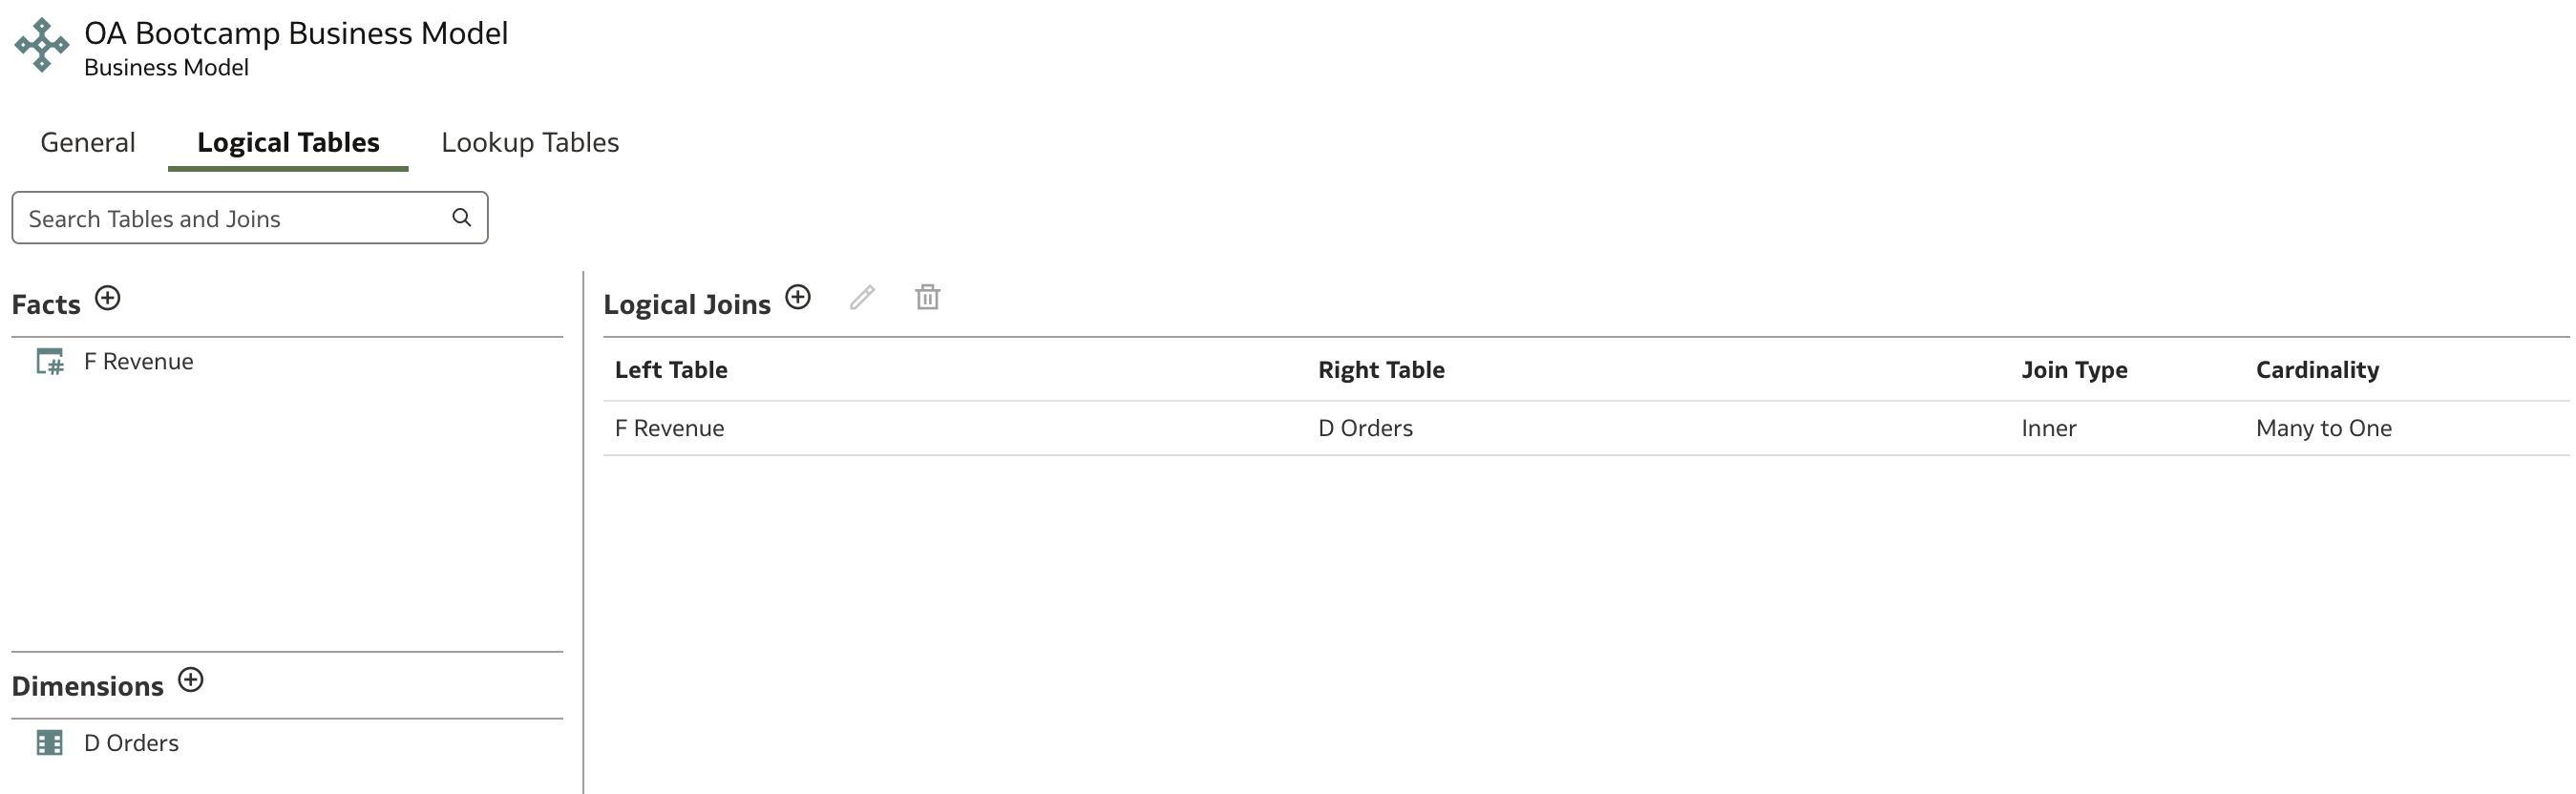 OA Bootcamp Business Model
Business Model
General Logical Tables Lookup Tables
Search Tables and Joins
Facts
F Revenue
Dimensions
D Orders
Logical Joins
Left Table Right Table Join Type Cardinality
F Revenue D Orders Inner Many to One